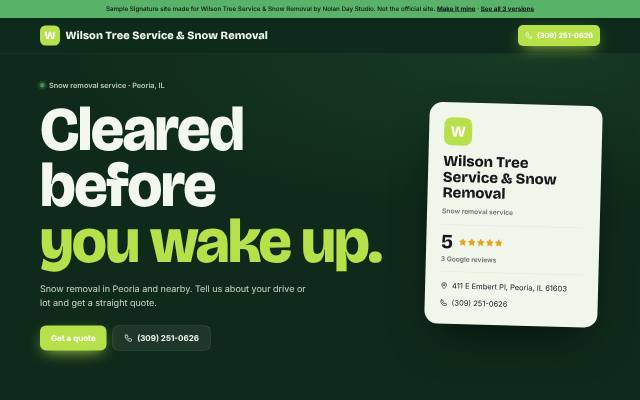 Sample Signature site made for Wilson Tree Service & Snow Removal by Nolan Day Studio. Not the official site. Make it mine · See all 3 versions
W Wilson Tree Service & Snow Removal
(309) 251-0626
Snow removal service · Peoria, IL
Cleared
before
you wake up.
Snow removal in Peoria and nearby. Tell us about your drive or
lot and get a straight quote.
Get a quote
(309) 251-0626
W
Wilson Tree
Service & Snow
Removal
Snow removal service
5 ★★★★★
3 Google reviews
411 E Embert Pl, Peoria, IL 61603
(309) 251-0626